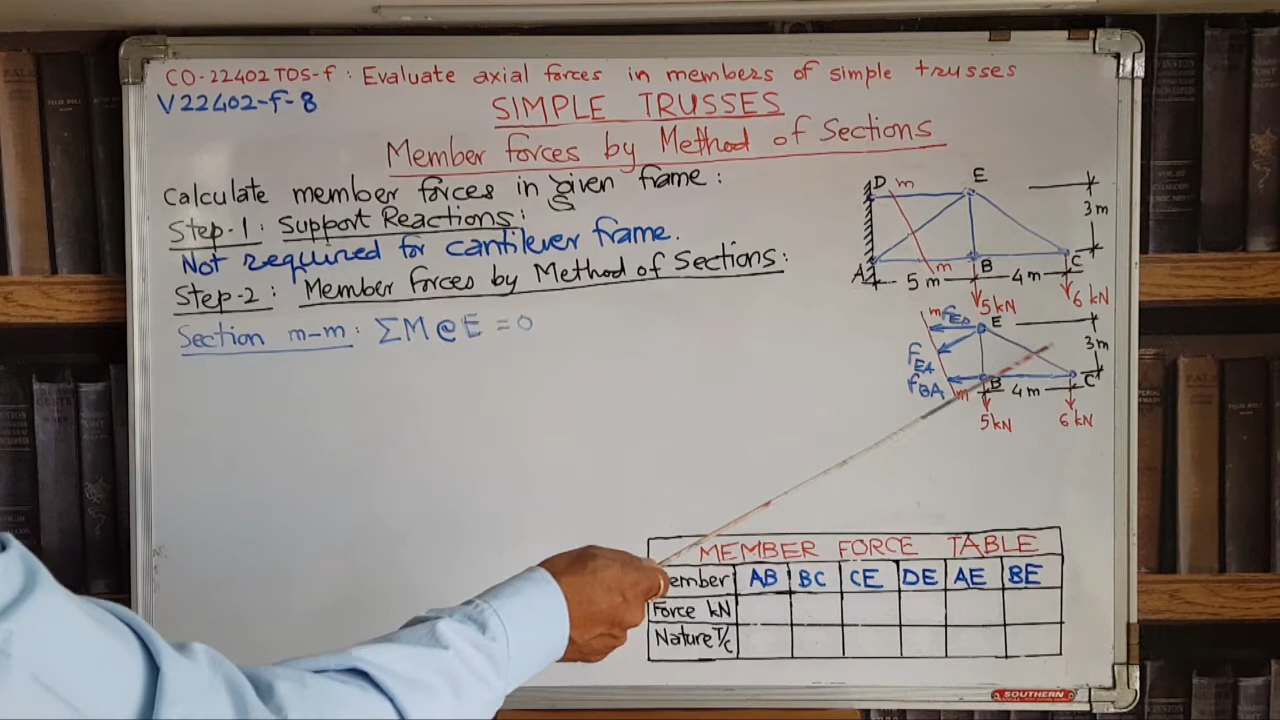 CO-22402 TOS-f : Evaluate axial forces in members of simple trusses
V22402-f-8
SIMPLE TRUSSES
Member forces by Method of Sections
Calculate member forces in given frame :
Step-1 : Support Reactions :
Not required for cantilever frame.
Step-2 : Member Forces by Method of Sections :
Section m-m : ΣM@E = 0
D m E
3 m
A m B C
5 m 4 m
5 kN 6 kN
m FED E
3 m
FEA
FBA
m B 4 m C
5 kN 6 kN
MEMBER FORCE TABLE
ember AB BC CE DE AE BE
Force kN
Nature T/C
SOUTHERN